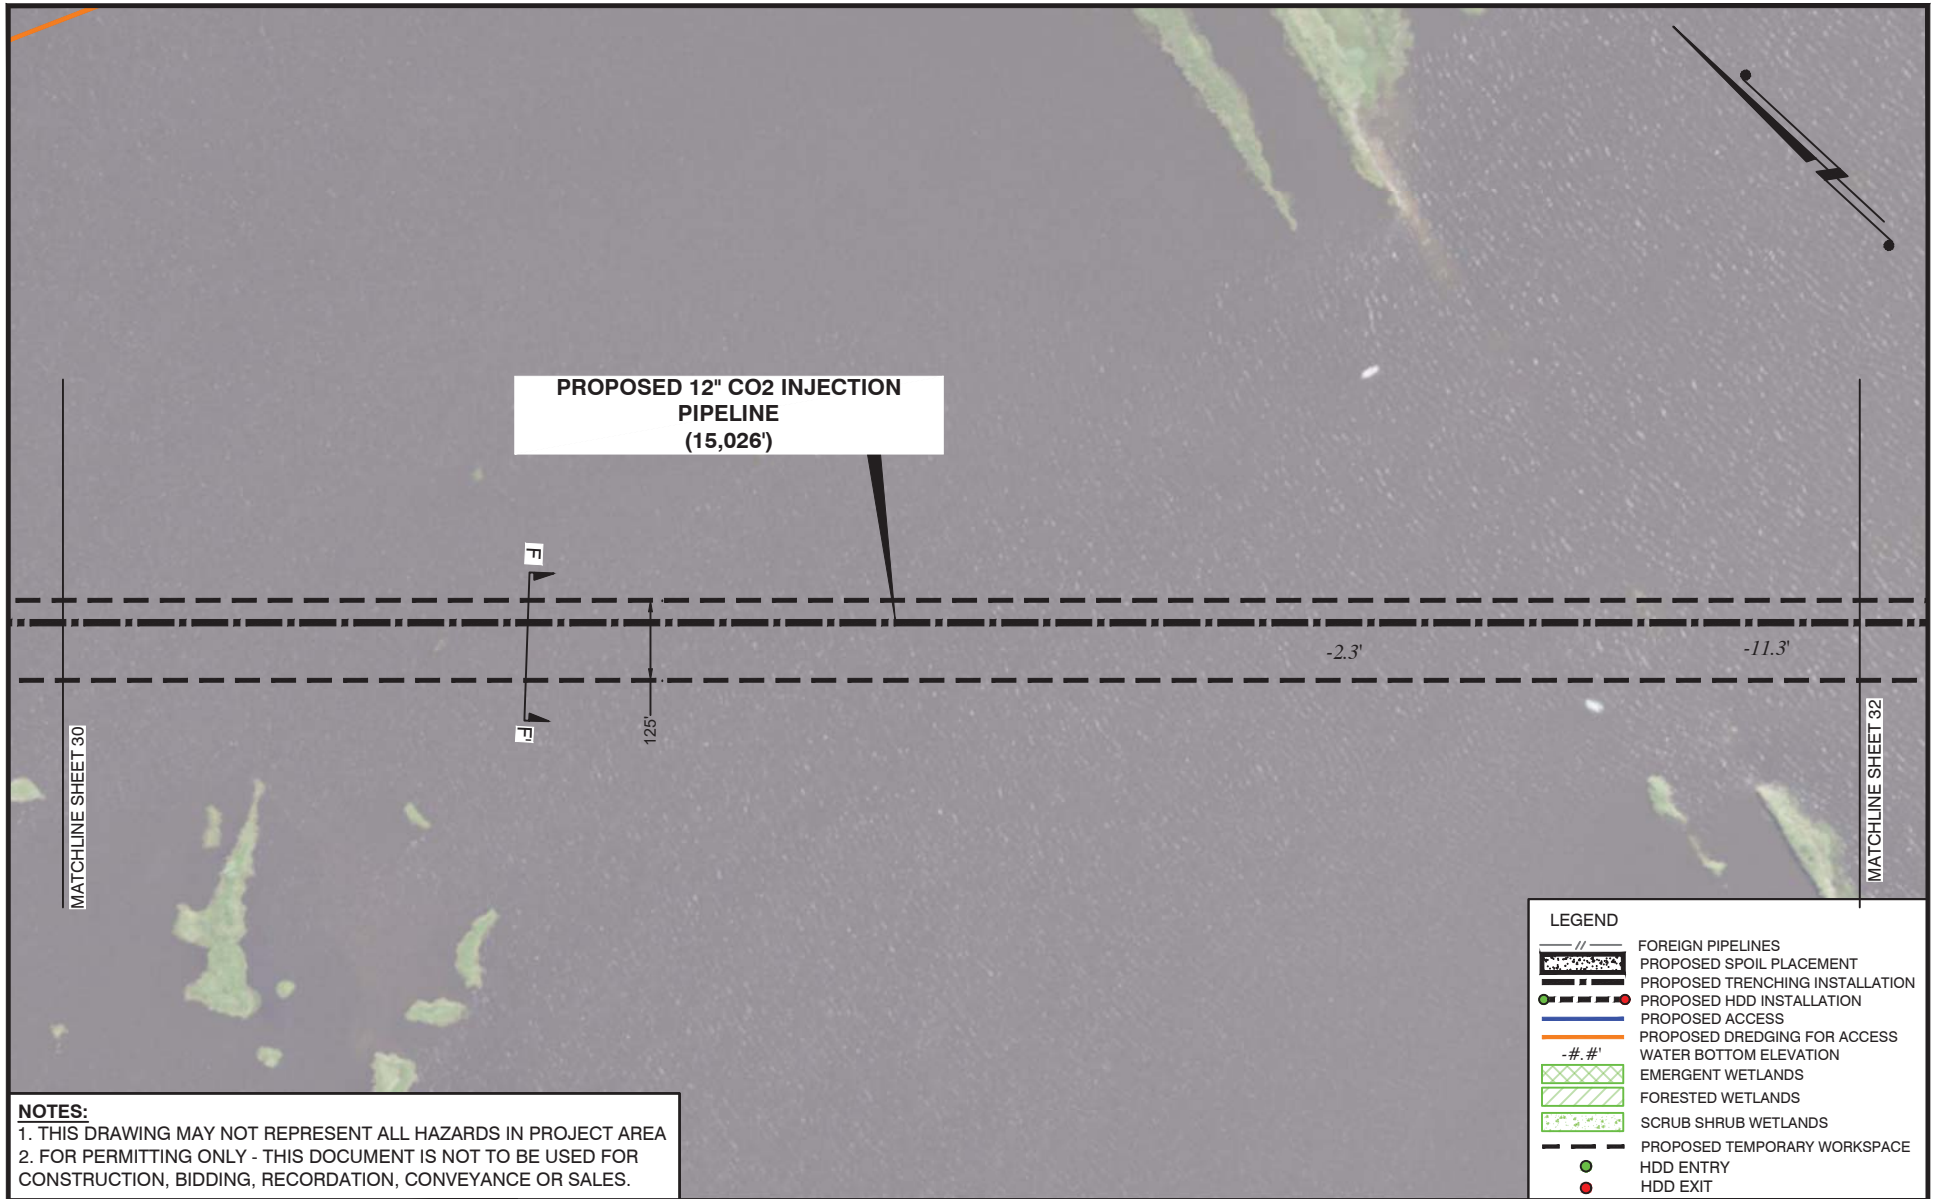 PROPOSED 12" CO2 INJECTION
PIPELINE
(15,026')
F
F'
125'
-2.3'
-11.3'
MATCHLINE SHEET 30
MATCHLINE SHEET 32
LEGEND
FOREIGN PIPELINES
PROPOSED SPOIL PLACEMENT
PROPOSED TRENCHING INSTALLATION
PROPOSED HDD INSTALLATION
PROPOSED ACCESS
PROPOSED DREDGING FOR ACCESS
-#.#' WATER BOTTOM ELEVATION
EMERGENT WETLANDS
FORESTED WETLANDS
SCRUB SHRUB WETLANDS
PROPOSED TEMPORARY WORKSPACE
HDD ENTRY
HDD EXIT
NOTES:
1. THIS DRAWING MAY NOT REPRESENT ALL HAZARDS IN PROJECT AREA
2. FOR PERMITTING ONLY - THIS DOCUMENT IS NOT TO BE USED FOR
CONSTRUCTION, BIDDING, RECORDATION, CONVEYANCE OR SALES.